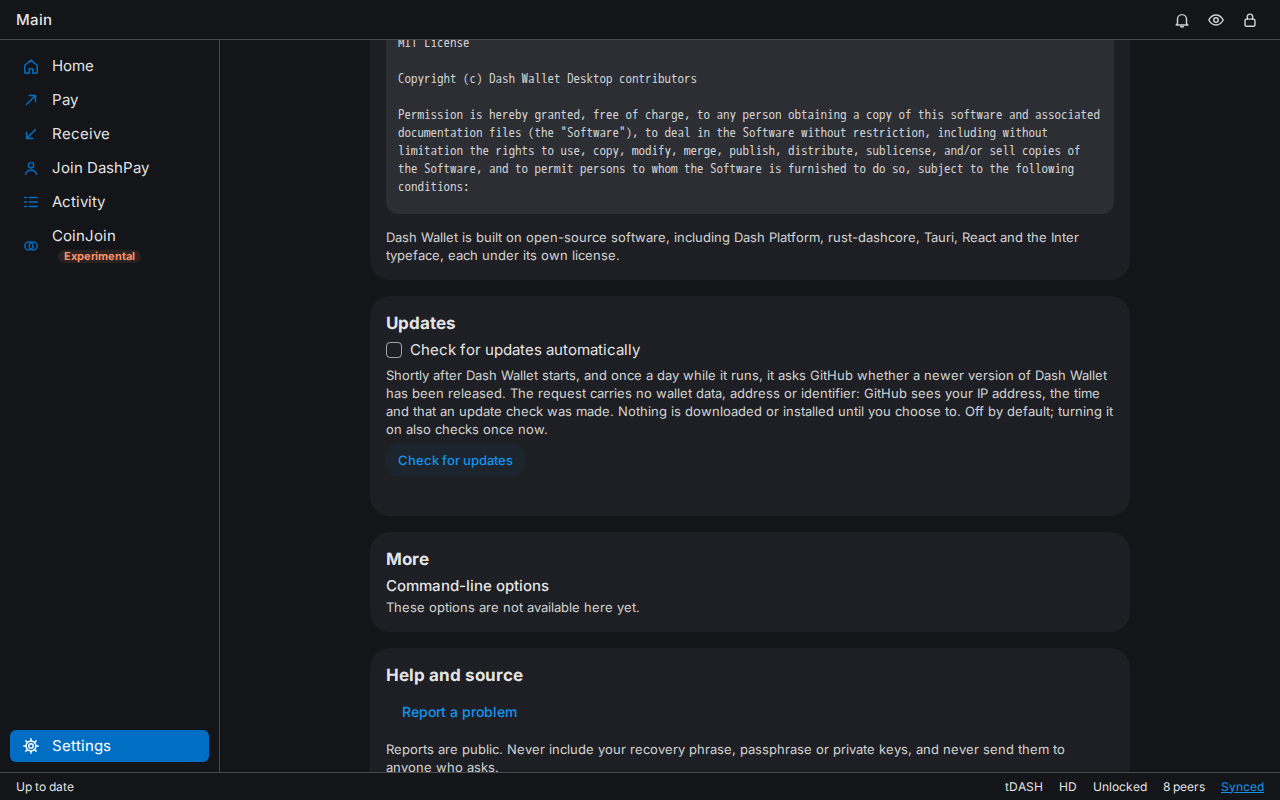 Main
Home
Pay
Receive
Join DashPay
Activity
CoinJoin
Experimental
Settings
MIT License
Copyright (c) Dash Wallet Desktop contributors
Permission is hereby granted, free of charge, to any person obtaining a copy of this software and associated
documentation files (the "Software"), to deal in the Software without restriction, including without
limitation the rights to use, copy, modify, merge, publish, distribute, sublicense, and/or sell copies of
the Software, and to permit persons to whom the Software is furnished to do so, subject to the following
conditions:
Dash Wallet is built on open-source software, including Dash Platform, rust-dashcore, Tauri, React and the Inter
typeface, each under its own license.
Updates
Check for updates automatically
Shortly after Dash Wallet starts, and once a day while it runs, it asks GitHub whether a newer version of Dash Wallet
has been released. The request carries no wallet data, address or identifier: GitHub sees your IP address, the time
and that an update check was made. Nothing is downloaded or installed until you choose to. Off by default; turning it
on also checks once now.
Check for updates
More
Command-line options
These options are not available here yet.
Help and source
Report a problem
Reports are public. Never include your recovery phrase, passphrase or private keys, and never send them to
anyone who asks.
Up to date
tDASH
HD
Unlocked
8 peers
Synced